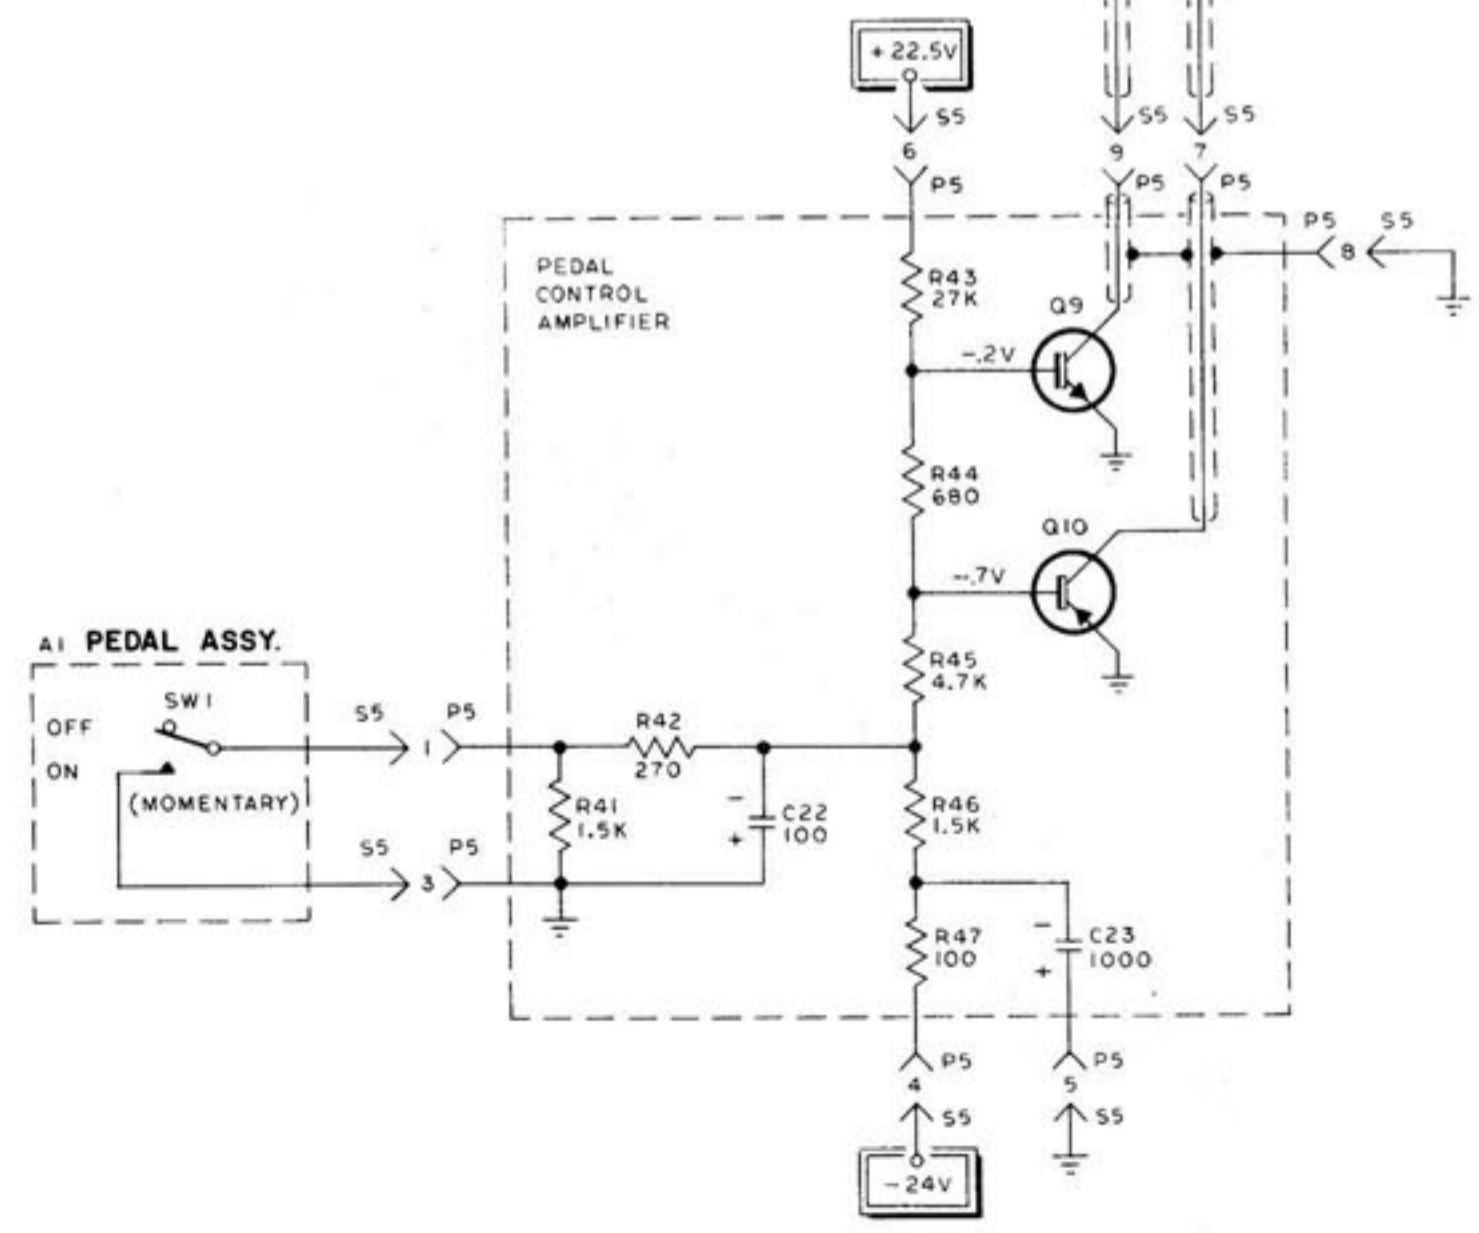 +22.5V
S5
S5
S5
6
9
7
P5
P5
P5
P5
S5
8
PEDAL
CONTROL
AMPLIFIER
R43
27K
Q9
-.2V
R44
680
Q10
-.7V
A1 PEDAL ASSY.
R45
4.7K
SW1
OFF
ON
(MOMENTARY)
S5
P5
1
R42
270
R41
1.5K
C22
100
-
+
R46
1.5K
S5
P5
3
R47
100
-
+
C23
1000
P5
P5
4
5
S5
S5
-24V